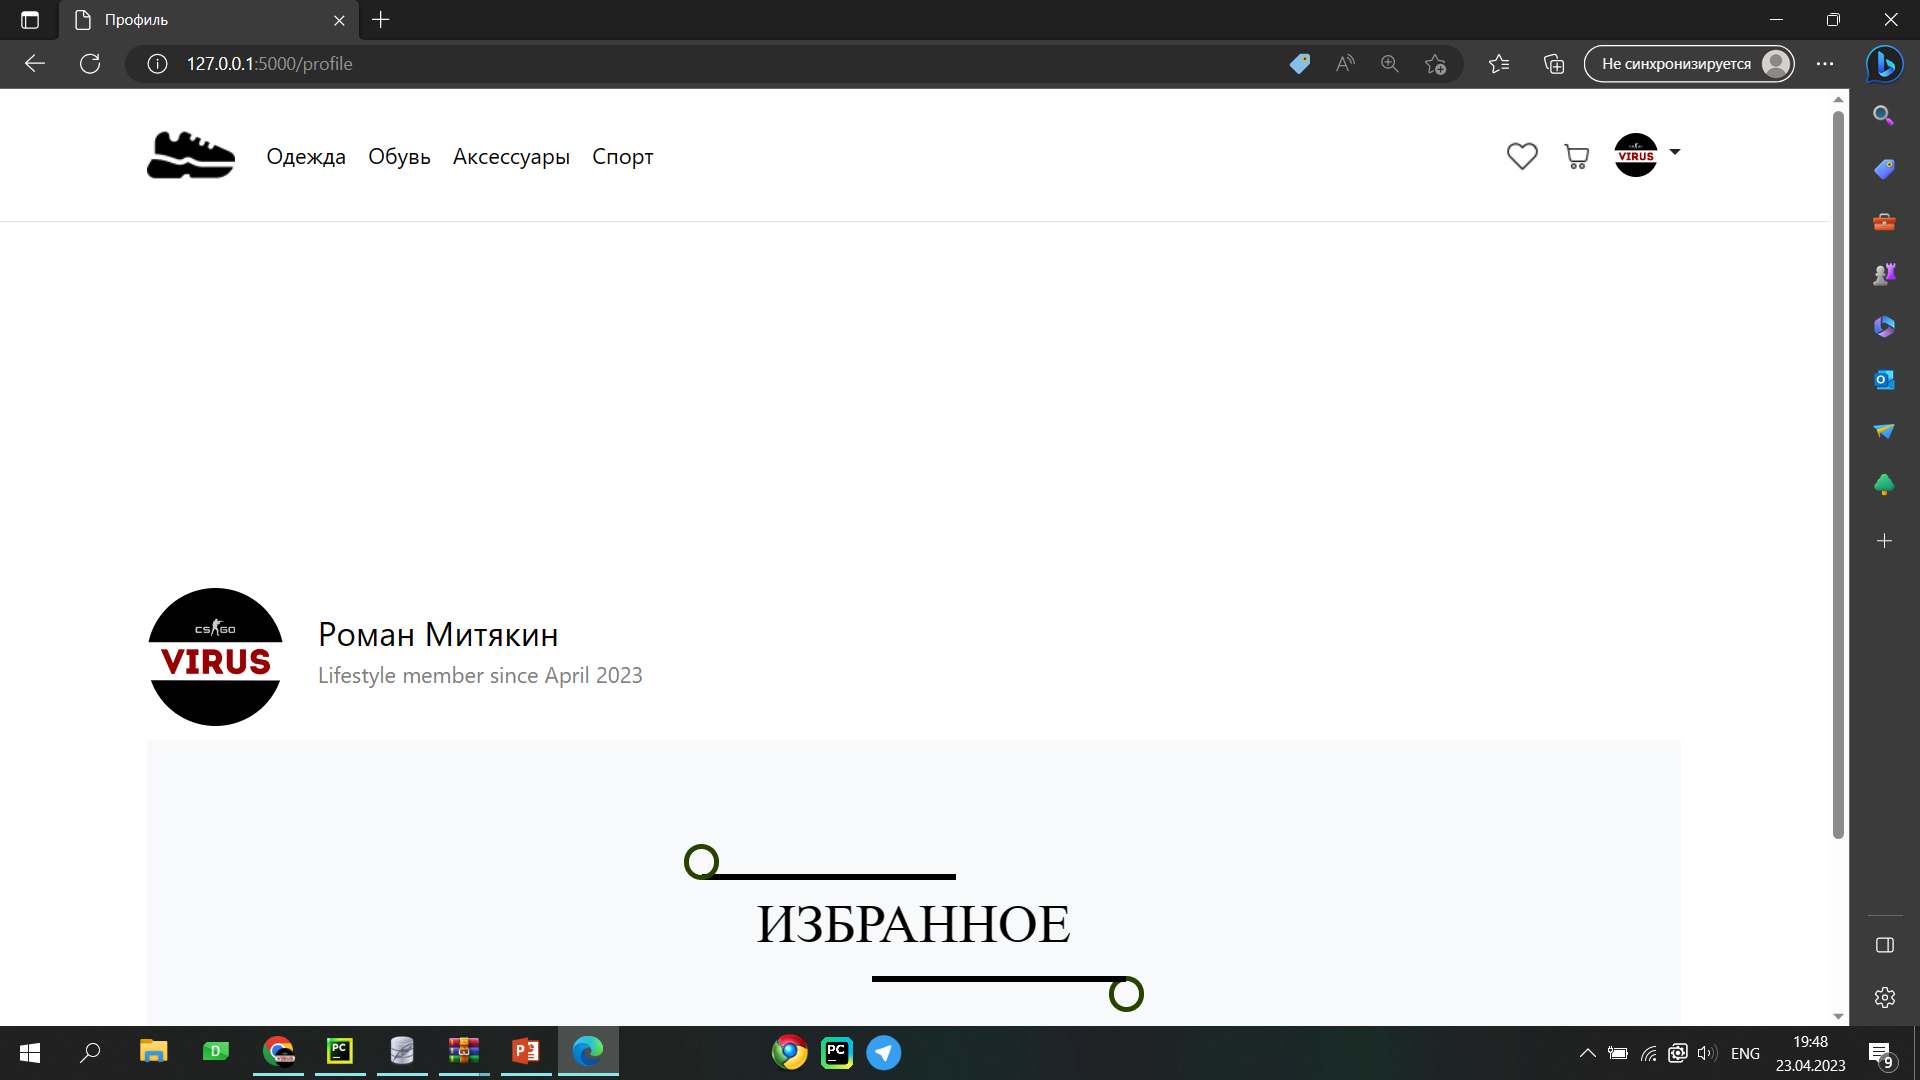 Профиль
127.0.0.1:5000/profile
Не синхронизируется
Одежда Обувь Аксессуары Спорт
VIRUS
CS GO
VIRUS
Роман Митякин
Lifestyle member since April 2023
ИЗБРАННОЕ
ENG
19:48
23.04.2023
9